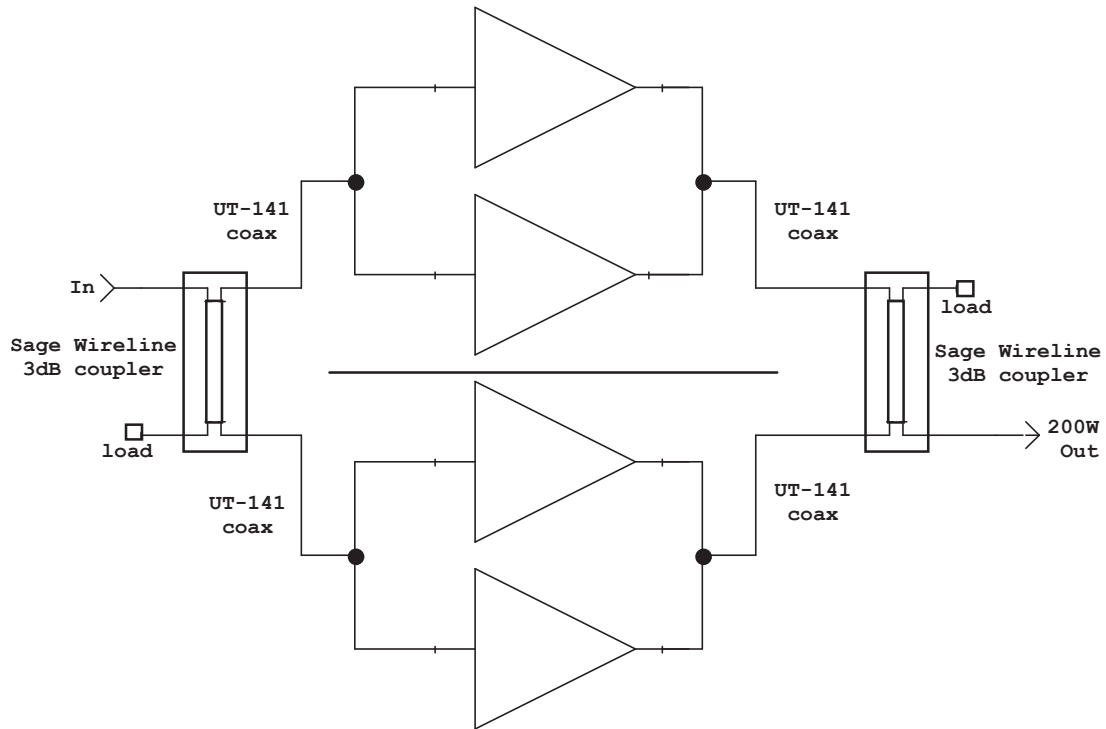 UT-141
coax
UT-141
coax
In
Sage Wireline
3dB coupler
load
load
Sage Wireline
3dB coupler
200W
Out
UT-141
coax
UT-141
coax